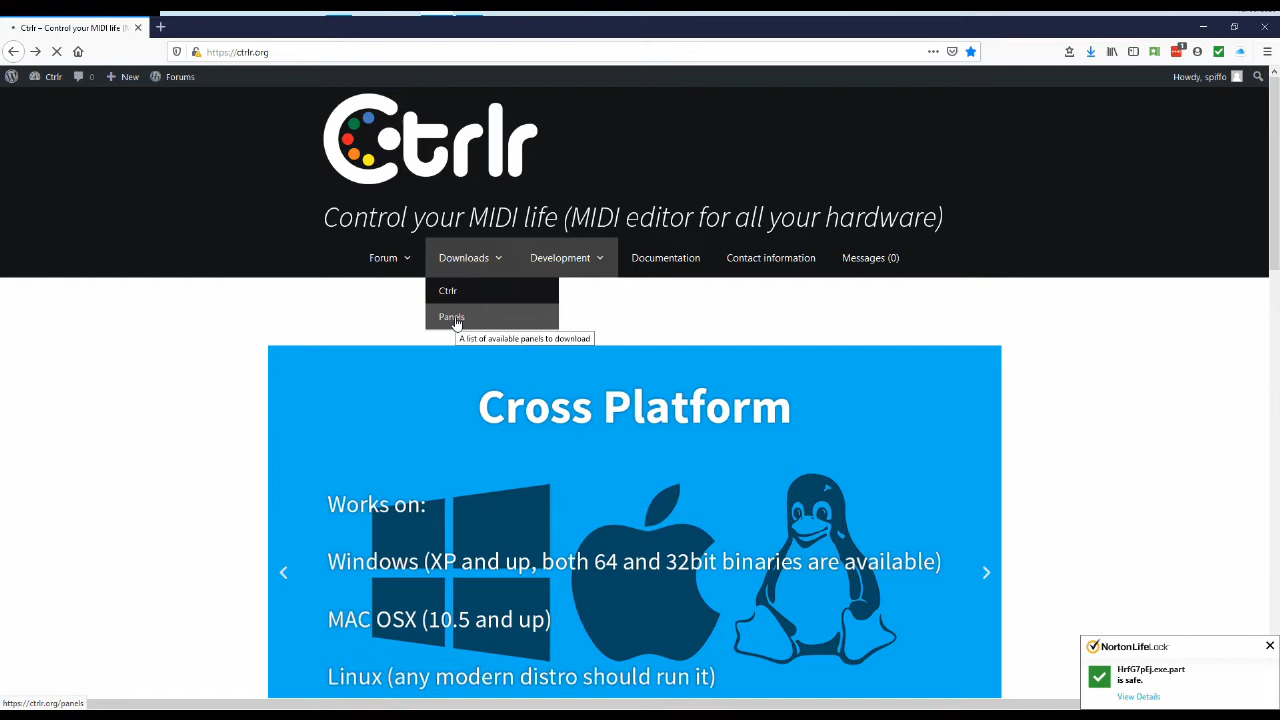 Ctrlr – Control your MIDI life (M
https://ctrlr.org
1
Ctrlr 0 New Forums
Howdy, spiffo
Ctrlr
Control your MIDI life (MIDI editor for all your hardware)
Forum Downloads Development Documentation Contact information Messages (0)
Ctrlr
Panels
A list of available panels to download
Cross Platform
Works on:
Windows (XP and up, both 64 and 32bit binaries are available)
MAC OSX (10.5 and up)
Linux (any modern distro should run it)
NortonLifeLock
HrfG7pEj.exe.part
is safe.
View Details
https://ctrlr.org/panels